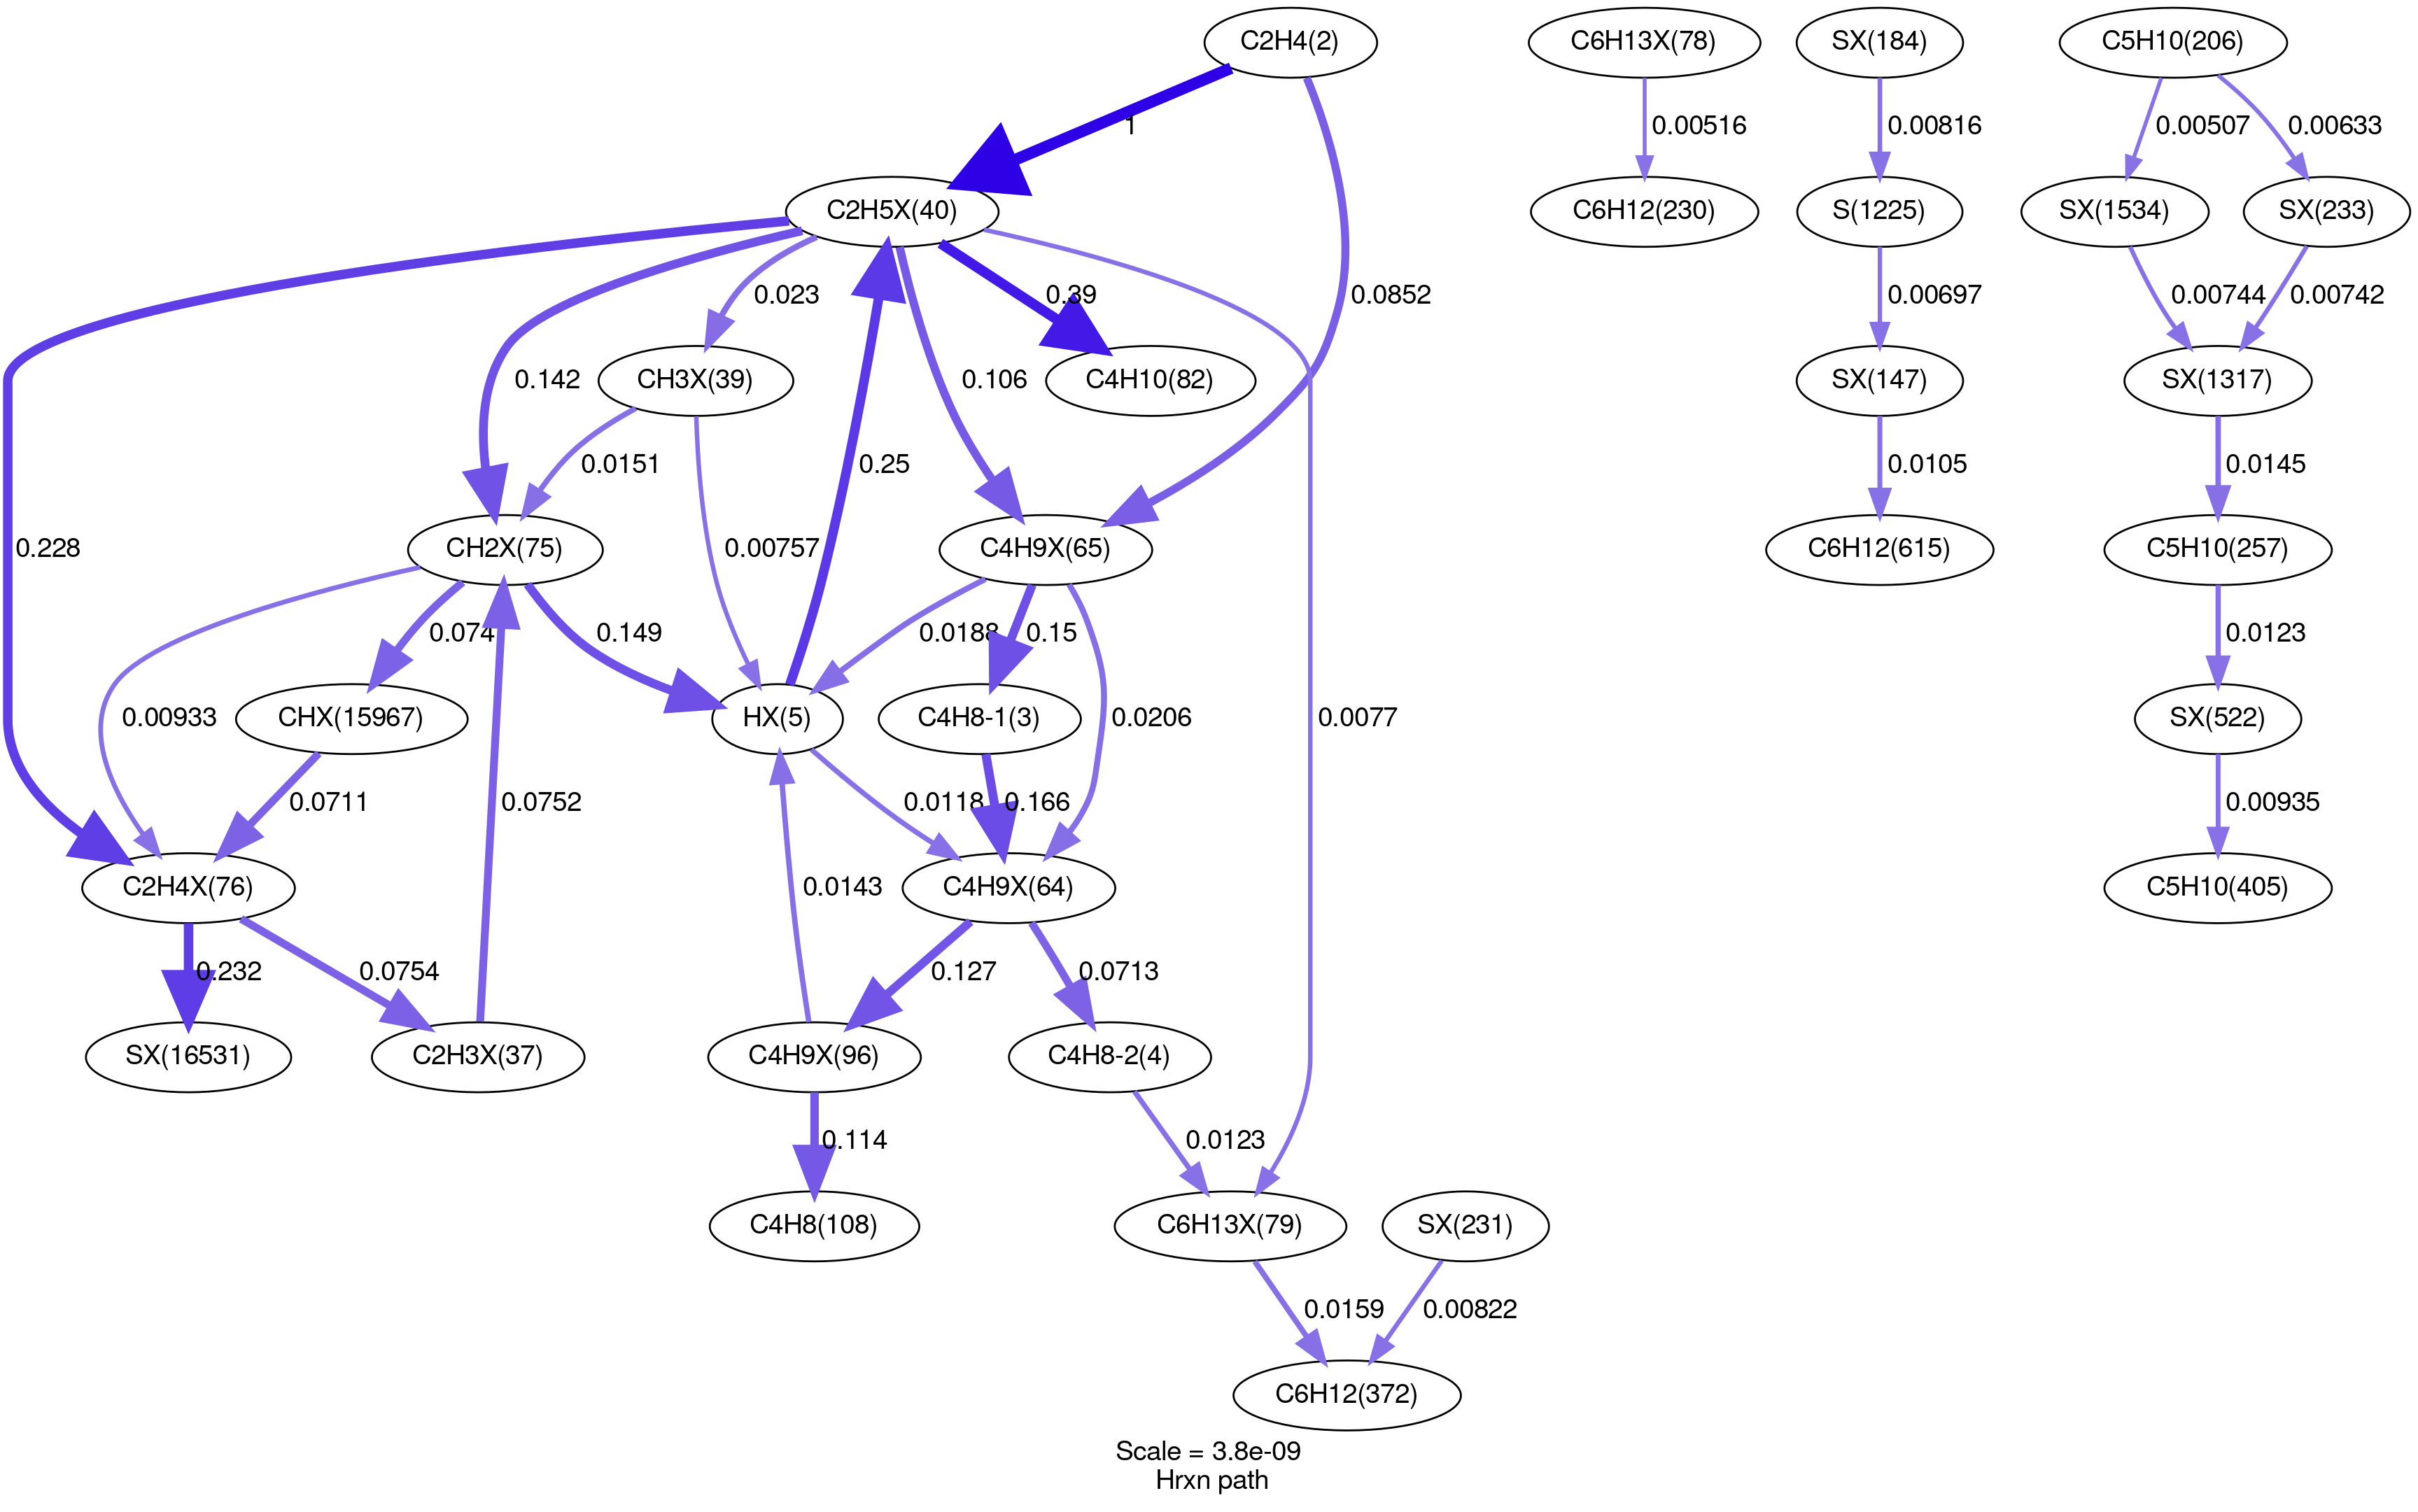 C2H4(2)
C6H13X(78)
SX(184)
C5H10(206)
1
0.00516
0.00816
0.00507
0.00633
C2H5X(40)
C6H12(230)
S(1225)
SX(1534)
SX(233)
0.023
0.39
0.0852
0.00697
0.00744
0.00742
0.142
CH3X(39)
0.106
C4H10(82)
SX(147)
SX(1317)
0.0151
0.25
0.0105
0.0145
0.228
CH2X(75)
0.00757
C4H9X(65)
C6H12(615)
C5H10(257)
0.074
0.149
0.0188
0.15
0.0123
0.00933
CHX(15967)
HX(5)
C4H8-1(3)
0.0206
0.0077
SX(522)
0.0711
0.0752
0.0118
0.166
0.00935
C2H4X(76)
0.0143
C4H9X(64)
C5H10(405)
0.232
0.0754
0.127
0.0713
SX(16531)
C2H3X(37)
C4H9X(96)
C4H8-2(4)
0.114
0.0123
C4H8(108)
C6H13X(79)
SX(231)
0.0159
0.00822
C6H12(372)
Scale = 3.8e-09
Hrxn path